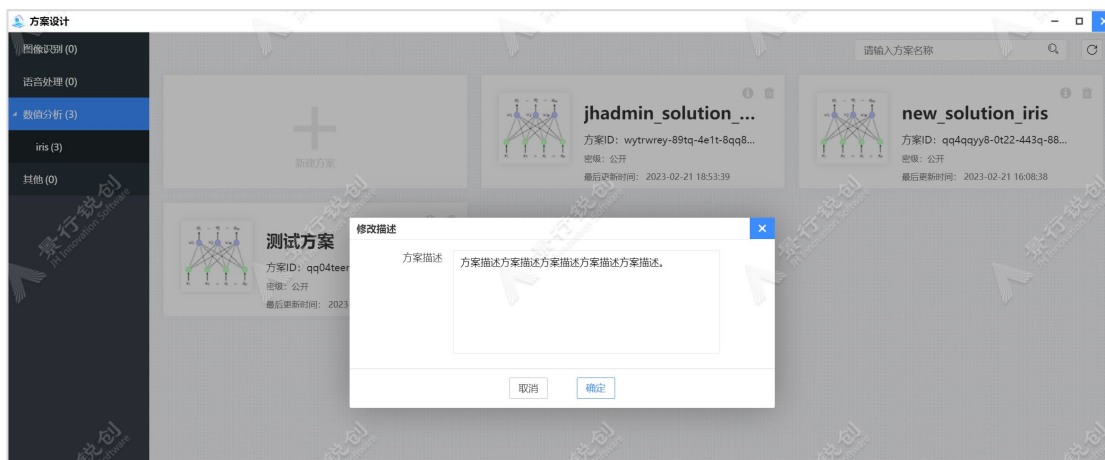 方案设计
图像识别 (0)
请输入方案名称
语音处理 (0)
数值分析 (3)
iris (3)
其他 (0)
新建方案
jhadmin_solution_...
方案ID： wytrwrey-89tq-4e1t-8qq8...
密级： 公开
最后更新时间： 2023-02-21 18:53:39
new_solution_iris
方案ID： qq4qqyy8-0t22-443q-88...
密级： 公开
最后更新时间： 2023-02-21 16:08:38
测试方案
方案ID： qq04teer
密级： 公开
最后更新时间： 2023
修改描述
方案描述
方案描述方案描述方案描述方案描述方案描述。
取消
确定
景行锐创
JH Innovation Software